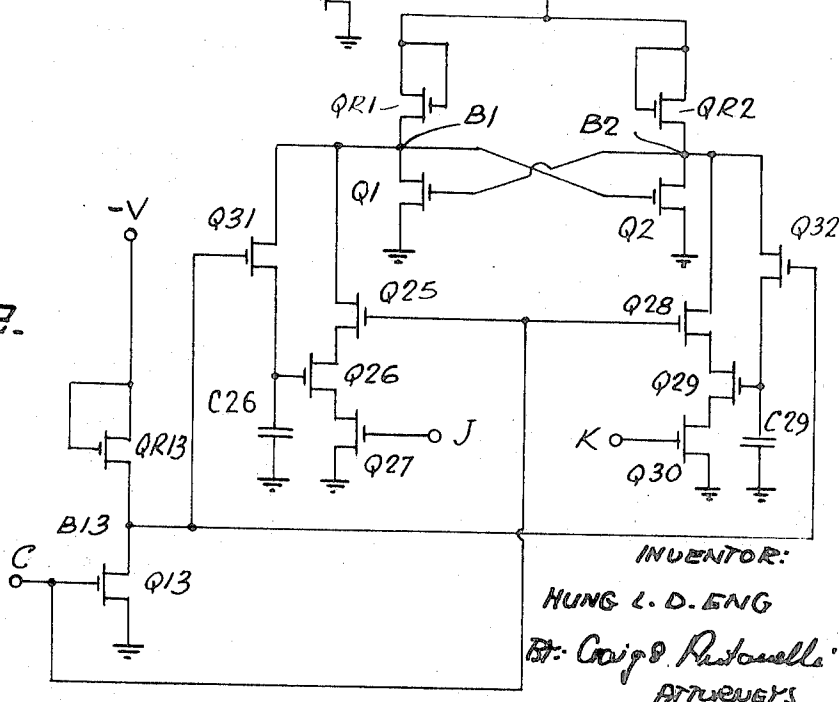 QR1
B1
B2
QR2
Q1
Q2
-V
Q31
Q32
Q25
Q28
Q26
Q29
C26
C29
J
K
Q27
Q30
QR13
B13
C
Q13
INVENTOR:
HUNG L. D. ENG
BY: Craig &
ATTORNEYS